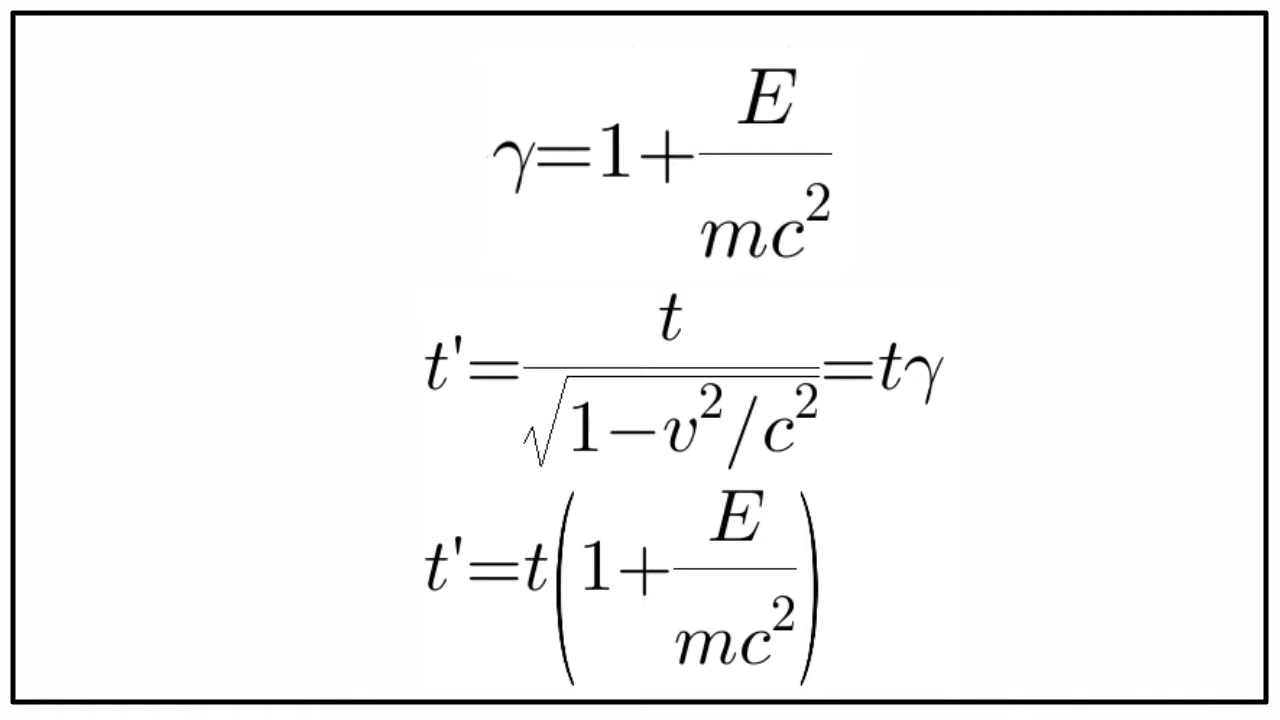 γ=1+E/mc²
t'=t/√(1−v²/c²)=tγ
t'=t(1+E/mc²)